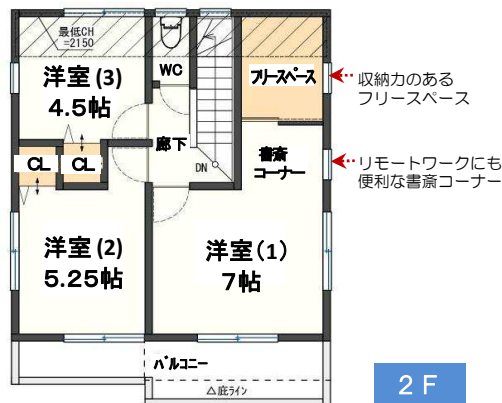 最低CH
=2150
洋室(3)
4.5帖
WC
フリースペース
収納力のある
フリースペース
廊下
書斎
コーナー
DN
リモートワークにも
便利な書斎コーナー
CL
CL
洋室(2)
5.25帖
洋室(1)
7帖
バルコニー
△庇ライン
2F